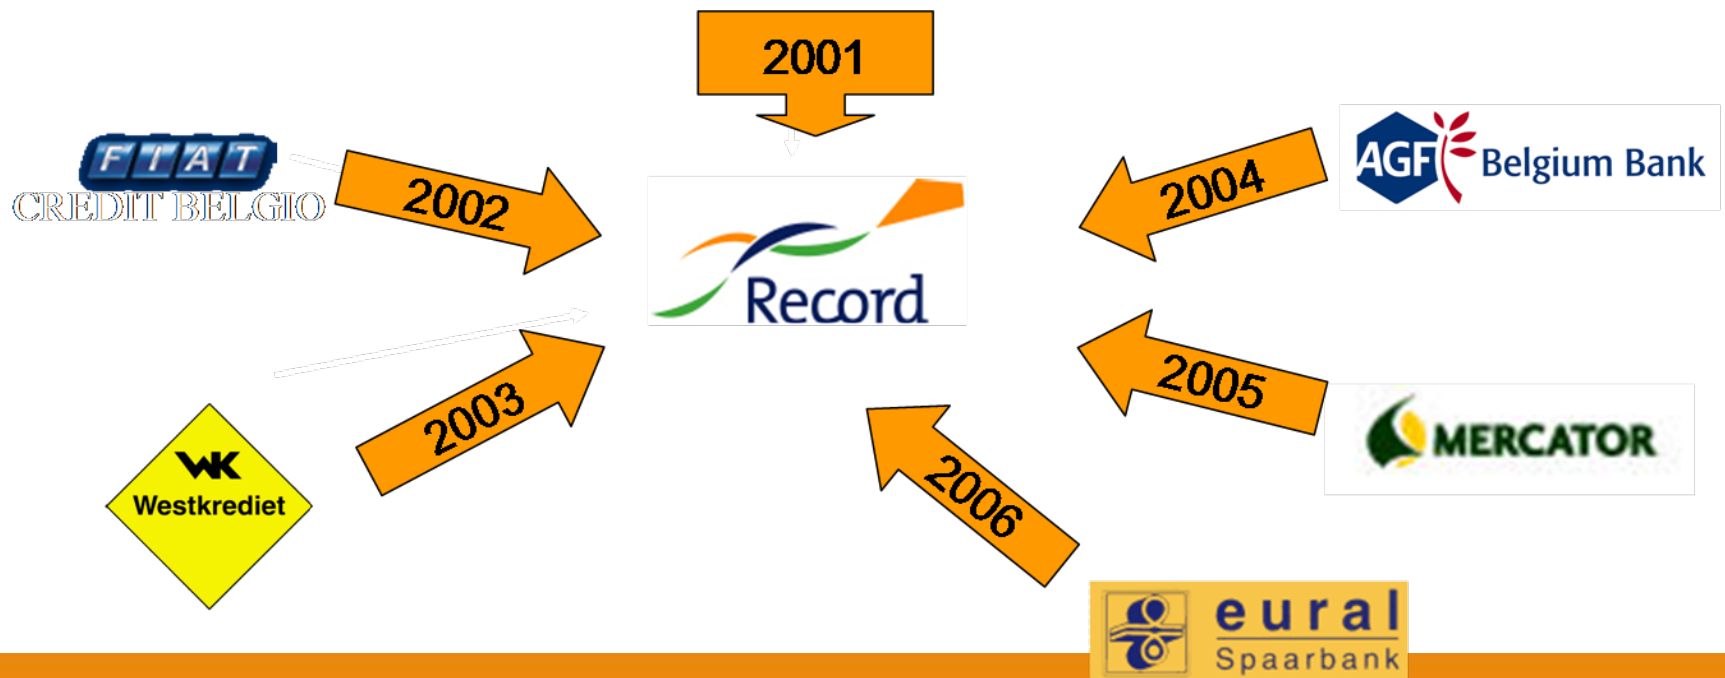 2001
FIAT
CREDIT BELGIO
2002
2004
AGF Belgium Bank
Record
2003
2005
WK
Westkrediet
MERCATOR
2006
eural
Spaarbank